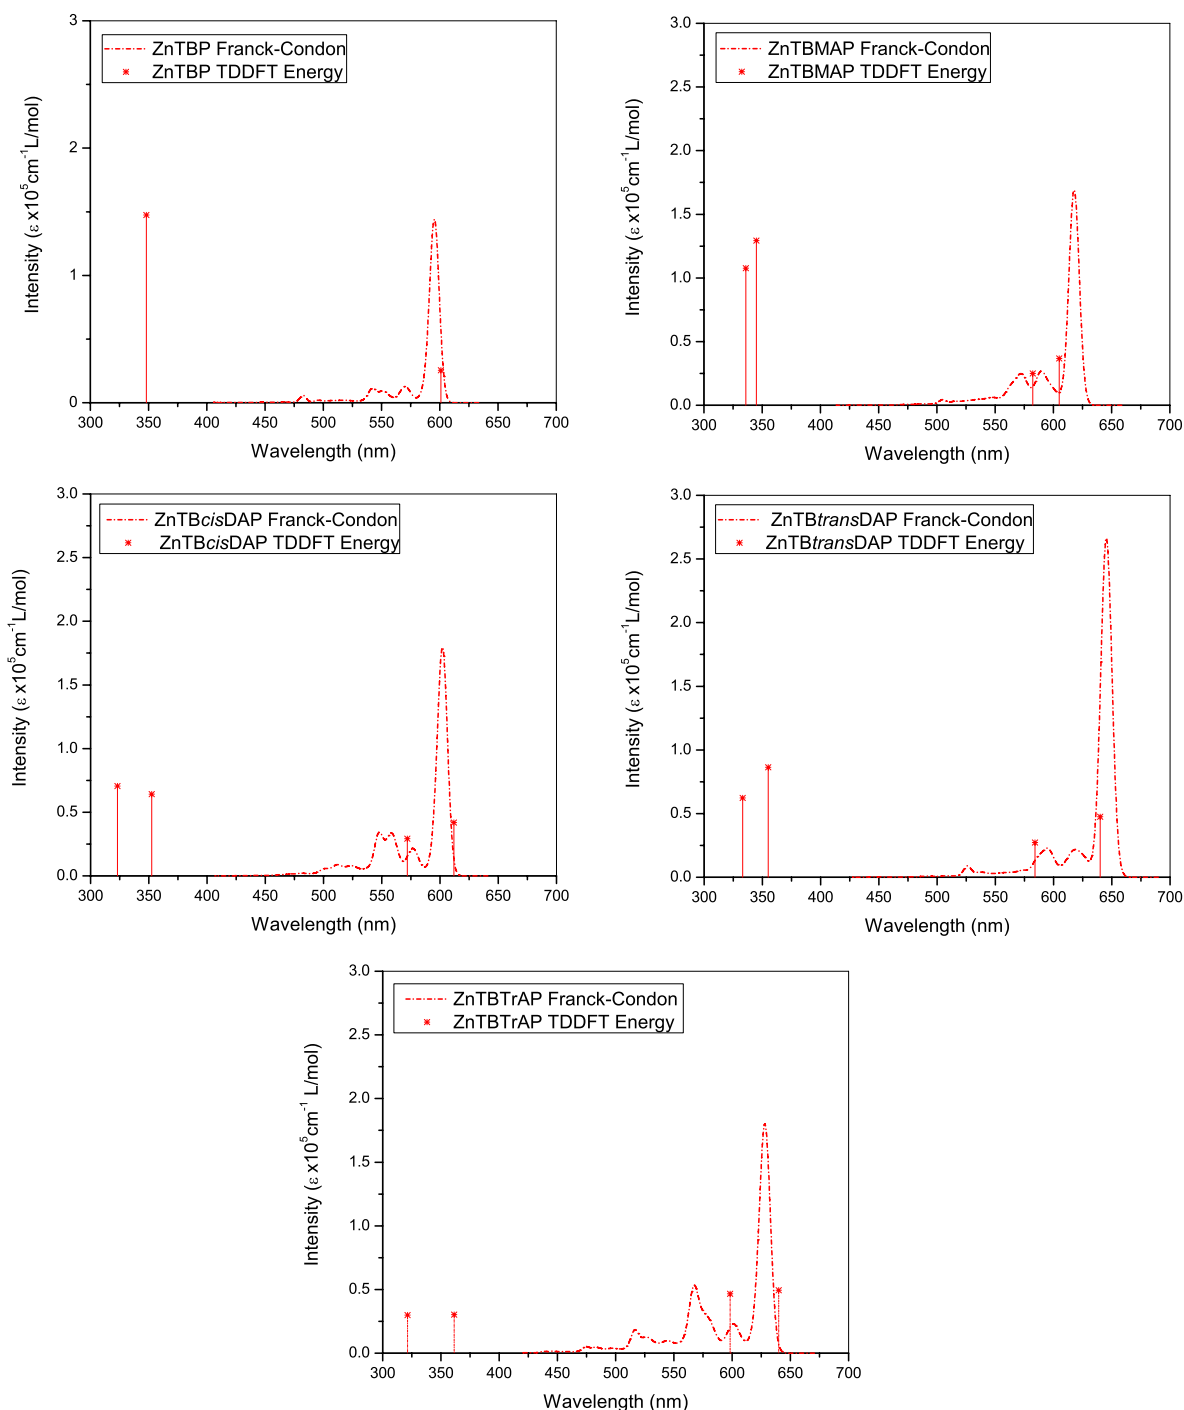 ZnTBP Franck-Condon
ZnTBP TDDFT Energy
Intensity (ε x10⁵cm⁻¹L/mol)
3
2
1
0
300 350 400 450 500 550 600 650 700
Wavelength (nm)
ZnTBMAP Franck-Condon
ZnTBMAP TDDFT Energy
Intensity (ε x10⁵cm⁻¹L/mol)
3.0
2.5
2.0
1.5
1.0
0.5
0.0
300 350 400 450 500 550 600 650 700
Wavelength (nm)
ZnTBcisDAP Franck-Condon
ZnTBcisDAP TDDFT Energy
Intensity (ε x10⁵cm⁻¹L/mol)
3.0
2.5
2.0
1.5
1.0
0.5
0.0
300 350 400 450 500 550 600 650 700
Wavelength (nm)
ZnTBtransDAP Franck-Condon
ZnTBtransDAP TDDFT Energy
Intensity (ε x10⁵cm⁻¹L/mol)
3.0
2.5
2.0
1.5
1.0
0.5
0.0
300 350 400 450 500 550 600 650 700
Wavelength (nm)
ZnTBTrAP Franck-Condon
ZnTBTrAP TDDFT Energy
Intensity (ε x10⁵cm⁻¹ L/mol)
3.0
2.5
2.0
1.5
1.0
0.5
0.0
300 350 400 450 500 550 600 650 700
Wavelength (nm)